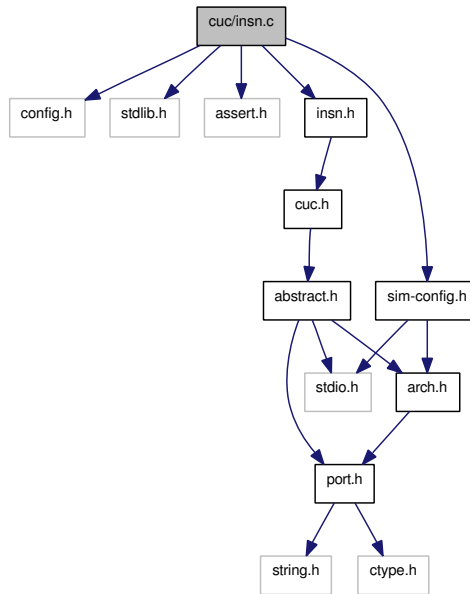 cuc/insn.c
config.h
stdlib.h
assert.h
insn.h
cuc.h
abstract.h
sim-config.h
stdio.h
arch.h
port.h
string.h
ctype.h